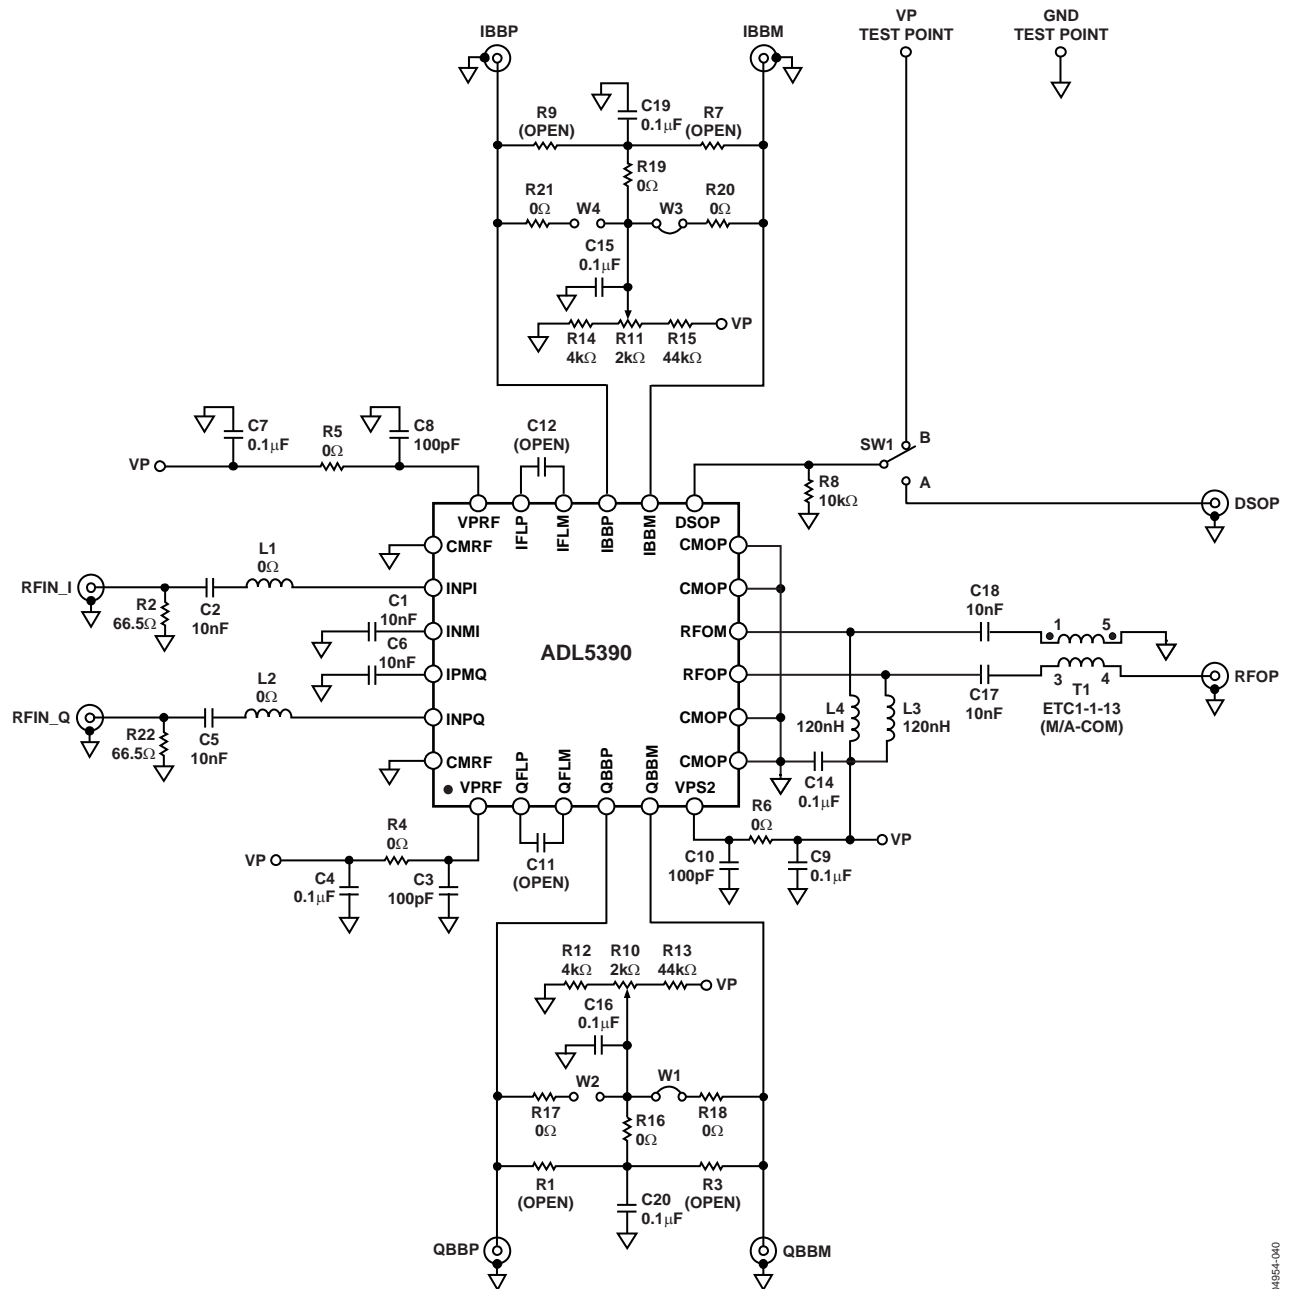 IBBP
IBBM
VP
TEST POINT
GND
TEST POINT
R9
(OPEN)
C19
0.1µF
R7
(OPEN)
R19
0Ω
R21
0Ω
W4
W3
R20
0Ω
C15
0.1µF
VP
R14
4kΩ
R11
2kΩ
R15
44kΩ
C7
0.1µF
R5
0Ω
C8
100pF
C12
(OPEN)
VP
SW1
B
A
R8
10kΩ
DSOP
VPRF
IFLP
IFLM
IBBP
IBBM
DSOP
CMRF
CMOP
L1
0Ω
RFIN_I
R2
66.5Ω
C2
10nF
INPI
CMOP
C1
10nF
INMI
RFOM
C18
10nF
1
5
C6
10nF
IPMQ
ADL5390
RFOP
C17
10nF
3
4
T1
ETC1-1-13
(M/A-COM)
RFOP
L2
0Ω
RFIN_Q
R22
66.5Ω
C5
10nF
INPQ
CMOP
L4
120nH
L3
120nH
CMRF
CMOP
C14
0.1µF
VPRF
QFLP
QFLM
QBBP
QBBM
VPS2
R6
0Ω
VP
R4
0Ω
VP
C4
0.1µF
C3
100pF
C11
(OPEN)
C10
100pF
C9
0.1µF
R12
4kΩ
R10
2kΩ
R13
44kΩ
VP
C16
0.1µF
W2
W1
R17
0Ω
R16
0Ω
R18
0Ω
R1
(OPEN)
C20
0.1µF
R3
(OPEN)
QBBP
QBBM
04954-040